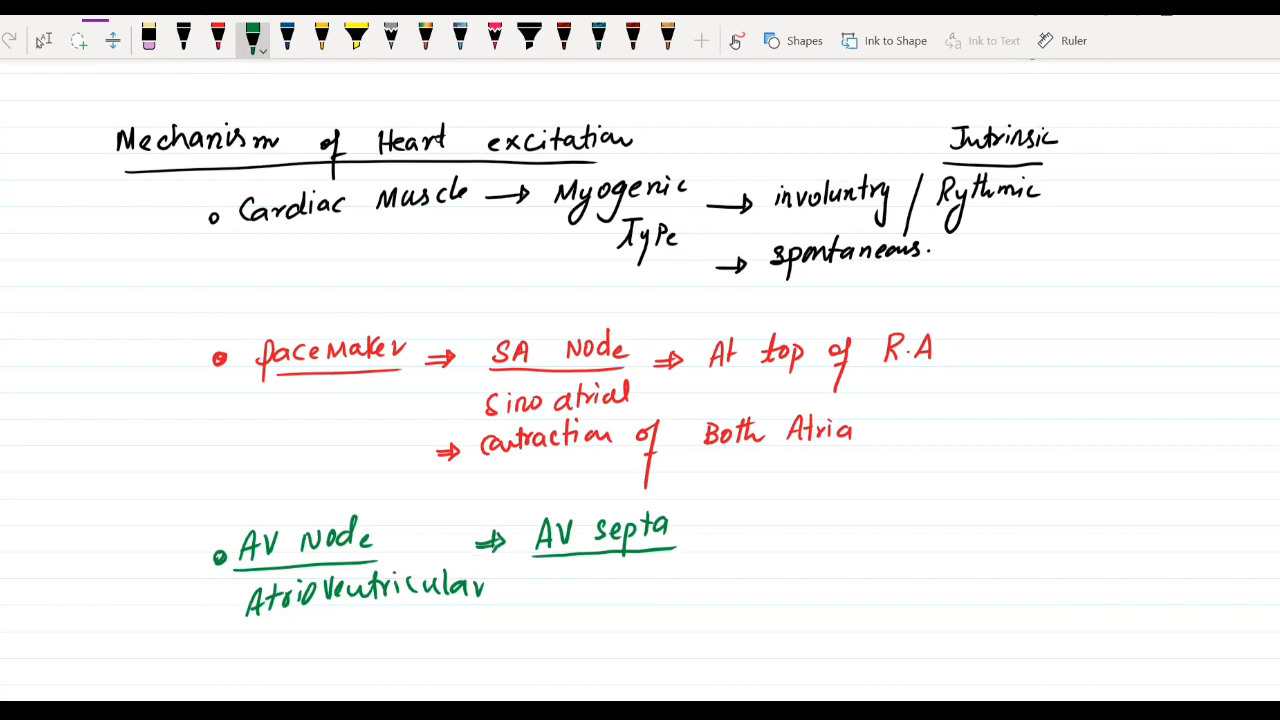 Shapes Ink to Shape Ink to Text Ruler
Mechanism of Heart excitation Intrinsic
Cardiac Muscle → Myogenic Type → involuntry / Rythmic
→ spontaneous.
pacemaker ⇒ SA Node ⇒ At top of R.A
Sino atrial
⇒ contraction of Both Atria
AV Node ⇒ AV septa
Atrioventricular